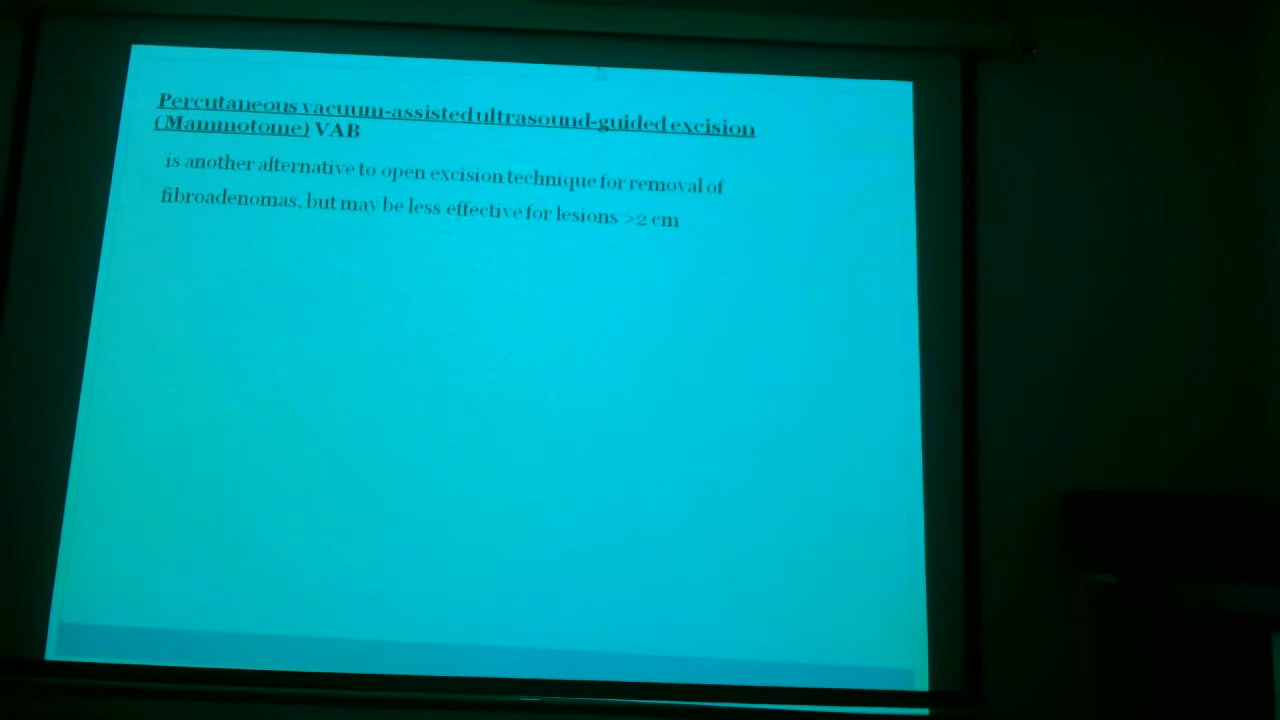 Percutaneous vacuum-assisted ultrasound-guided excision
(Mammotome) VAB
is another alternative to open excision technique for removal of
fibroadenomas, but may be less effective for lesions >2 cm